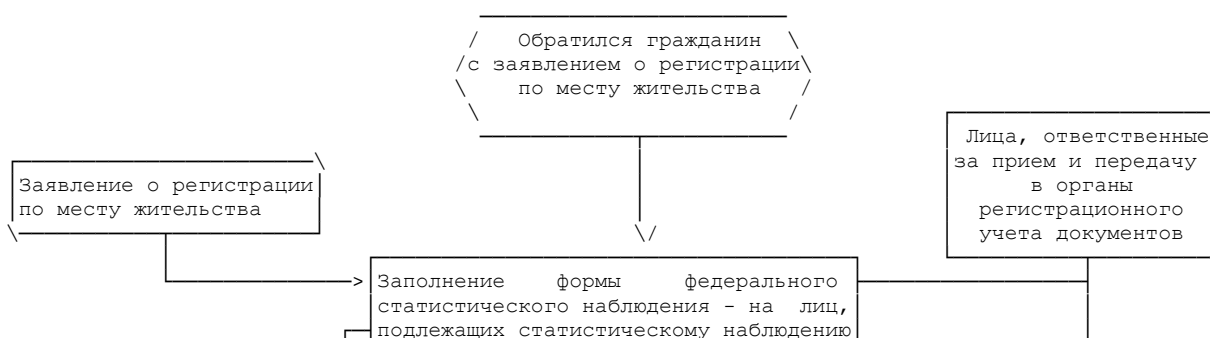 Обратился гражданин
с заявлением о регистрации
по месту жительства
Лица, ответственные
за прием и передачу
в органы
регистрационного
учета документов
Заявление о регистрации
по месту жительства
Заполнение формы федерального
статистического наблюдения - на лиц,
подлежащих статистическому наблюдению